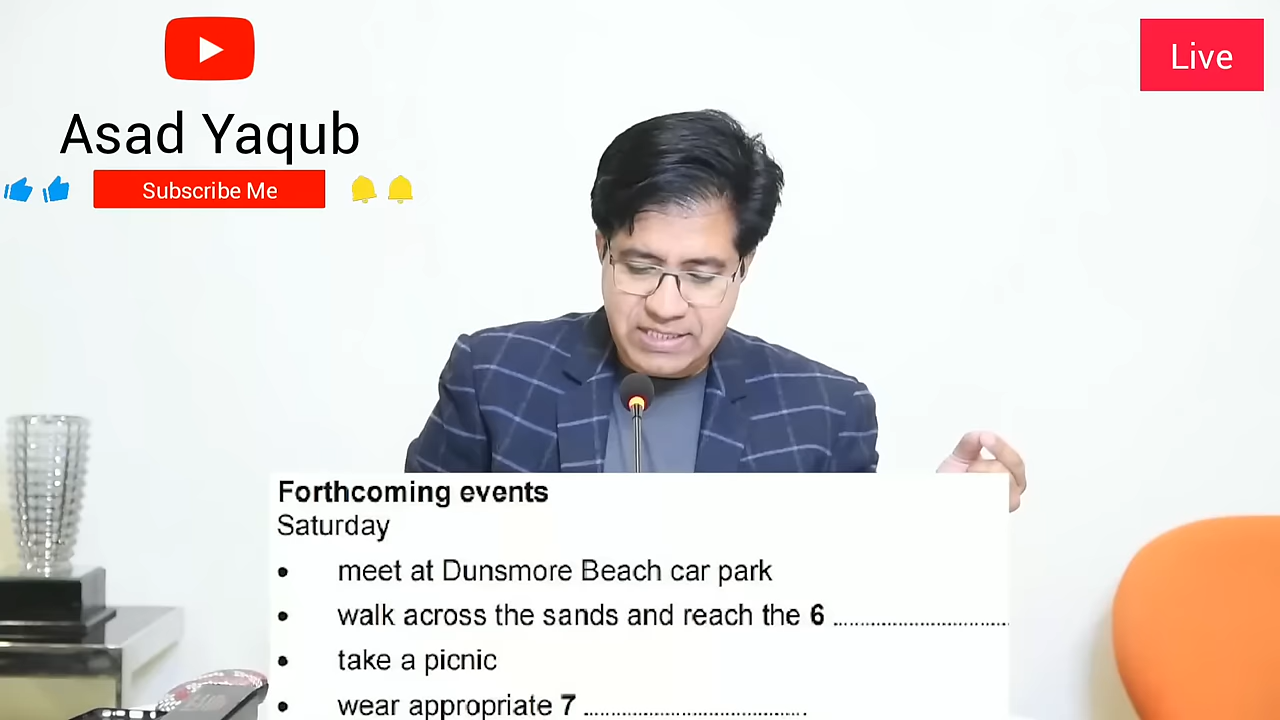 Live
Asad Yaqub
Subscribe Me
Forthcoming events
Saturday
• meet at Dunsmore Beach car park
• walk across the sands and reach the 6 ................................
• take a picnic
• wear appropriate 7 ........................................